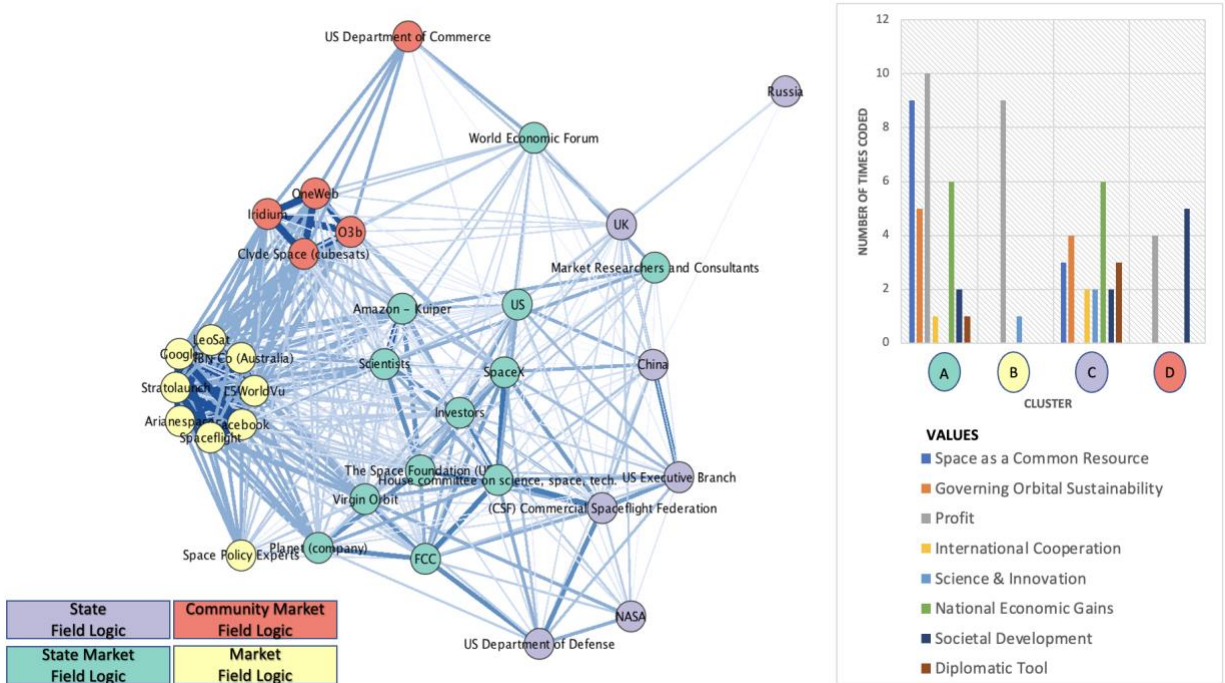 US Department of Commerce
Russia
World Economic Forum
OneWeb
Iridium
O3b
UK
Clyde Space (cubesats)
Market Researchers and Consultants
Amazon – Kuiper
US
LeoSat
Google
(Australia)
Scientists
SpaceX
China
Stratolaunch
Investors
Arianespace
Spaceflight
The Space Foundation
House committee on science, space, tech.
US Executive Branch
Virgin Orbit
(CSF) Commercial Spaceflight Federation
Space Policy Experts
Planet (company)
FCC
NASA
US Department of Defense
State
Field Logic
Community Market
Field Logic
State Market
Field Logic
Market
Field Logic
12
10
8
6
4
2
0
NUMBER OF TIMES CODED
A
B
C
D
CLUSTER
VALUES
Space as a Common Resource
Governing Orbital Sustainability
Profit
International Cooperation
Science & Innovation
National Economic Gains
Societal Development
Diplomatic Tool